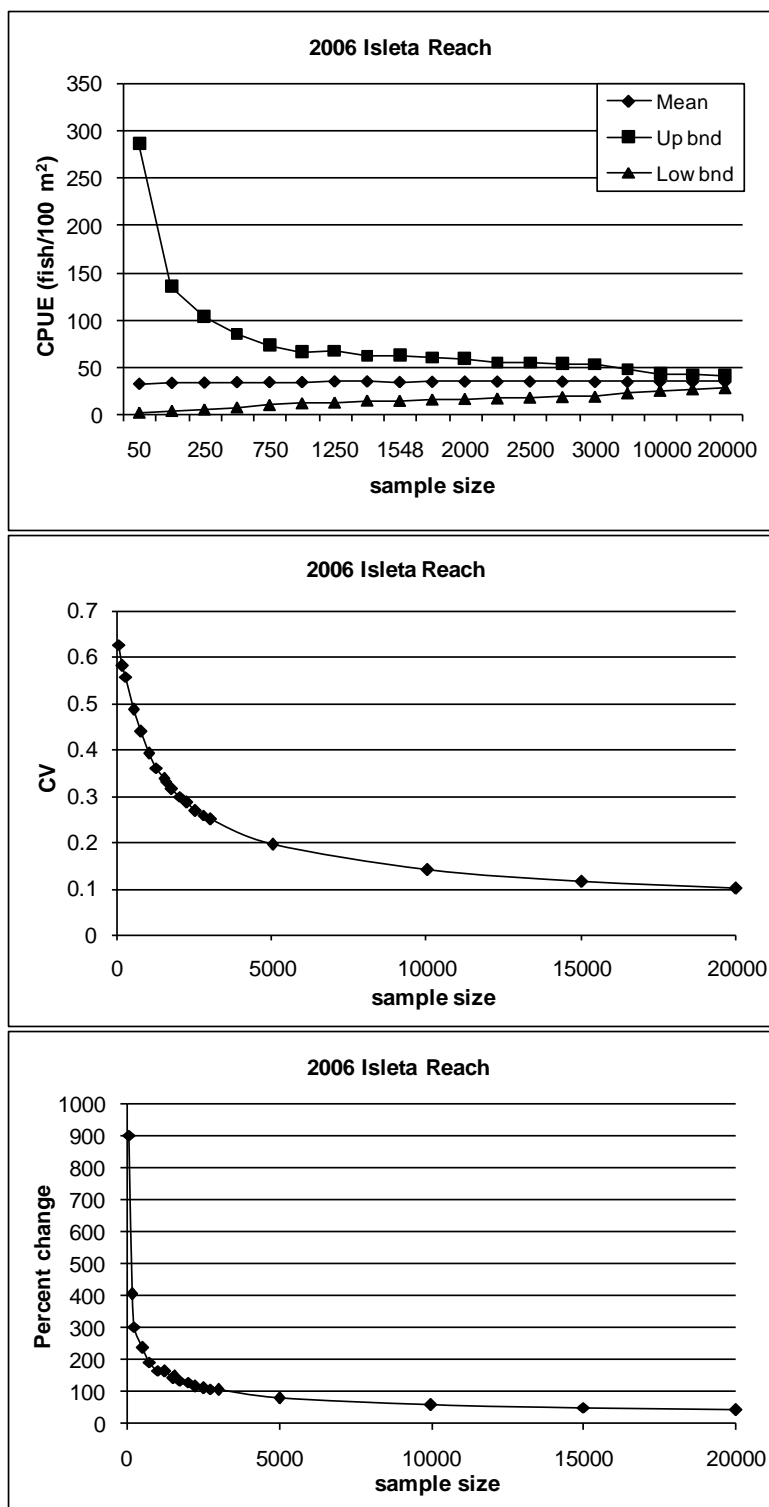 2006 Isleta Reach
350
300
250
200
150
100
50
0
CPUE (fish/100 m²)
Mean
Up bnd
Low bnd
50 250 750 1250 1548 2000 2500 3000 10000 20000
sample size
2006 Isleta Reach
0.7
0.6
0.5
0.4
0.3
0.2
0.1
0
CV
0 5000 10000 15000 20000
sample size
2006 Isleta Reach
1000
900
800
700
600
500
400
300
200
100
0
Percent change
0 5000 10000 15000 20000
sample size